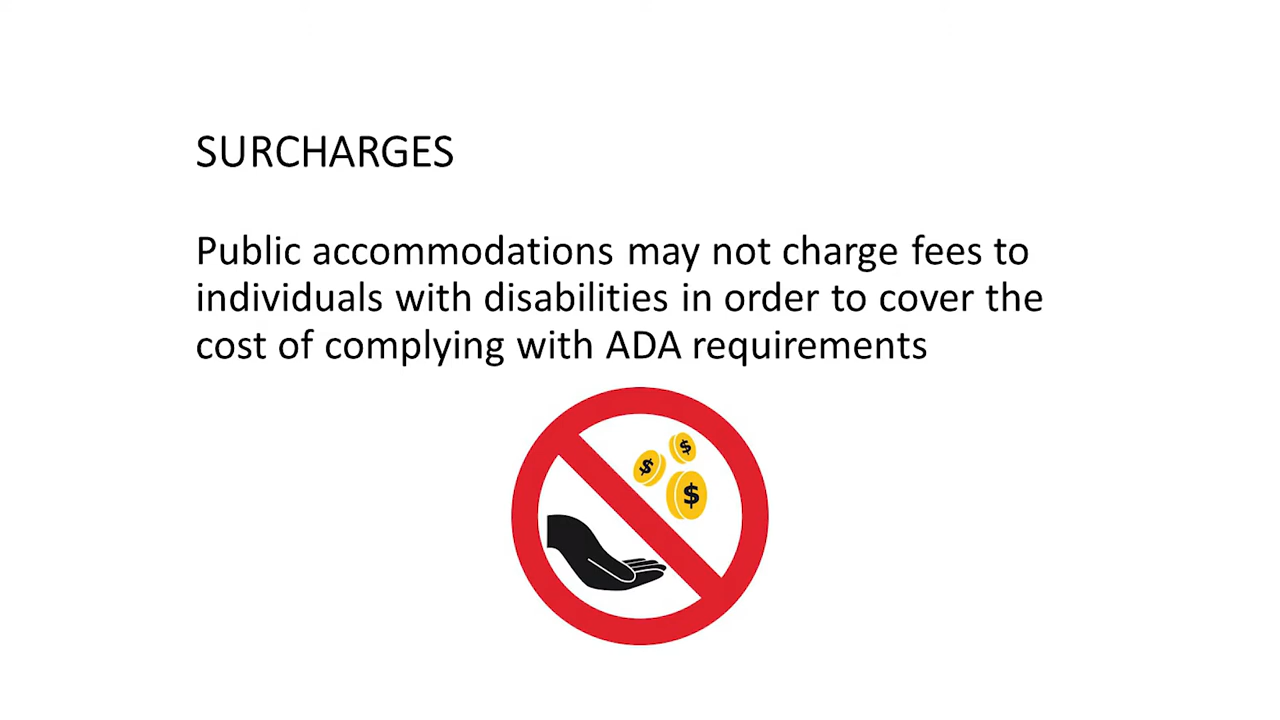 SURCHARGES
Public accommodations may not charge fees to
individuals with disabilities in order to cover the
cost of complying with ADA requirements
$
$
$